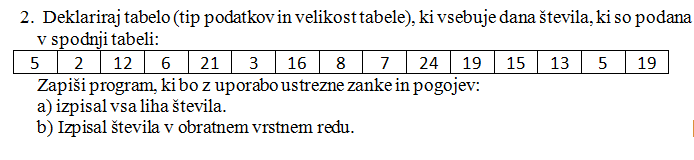 2. Deklariraj tabelo (tip podatkov in velikost tabele), ki vsebuje dana števila, ki so podana
v spodnji tabeli:
5 2 12 6 21 3 16 8 7 24 19 15 13 5 19
Zapiši program, ki bo z uporabo ustrezne zanke in pogojev:
a) izpisal vsa liha števila.
b) Izpisal števila v obratnem vrstnem redu.